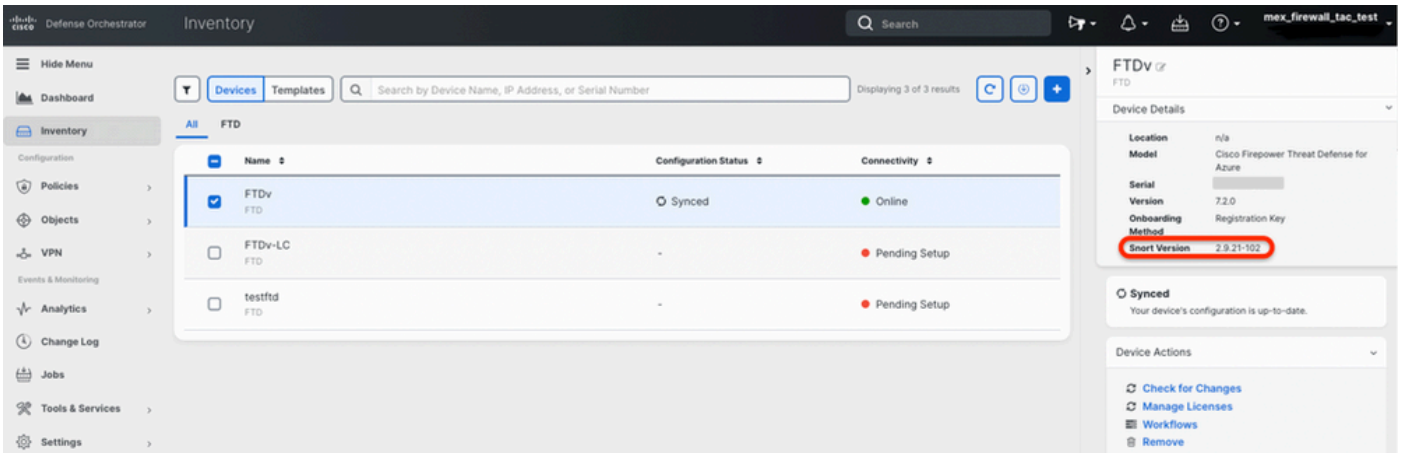 cisco Defense Orchestrator Inventory Search mex_firewall_tac_test
Hide Menu
Dashboard
Inventory
Configuration
Policies
Objects
VPN
Events & Monitoring
Analytics
Change Log
Jobs
Tools & Services
Settings
Devices Templates Search by Device Name, IP Address, or Serial Number Displaying 3 of 3 results
All FTD
Name Configuration Status Connectivity
FTDv
FTD
Synced Online
FTDv-LC
FTD
- Pending Setup
testftd
FTD
- Pending Setup
FTDv
FTD
Device Details
Location n/a
Model Cisco Firepower Threat Defense for
Azure
Serial
Version 7.2.0
Onboarding Registration Key
Method
Snort Version 2.9.21-102
Synced
Your device's configuration is up-to-date.
Device Actions
Check for Changes
Manage Licenses
Workflows
Remove